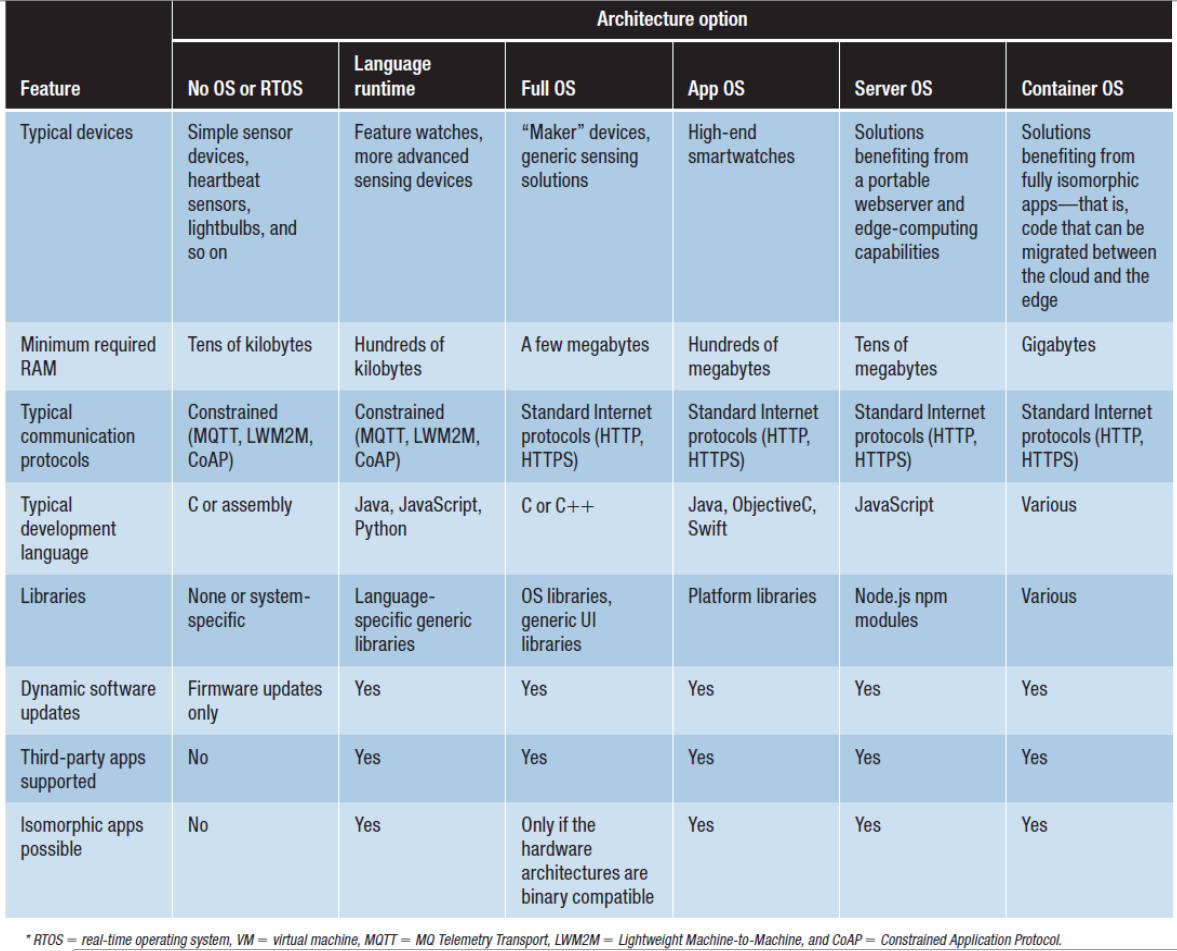 Architecture option
Feature
No OS or RTOS
Language
runtime
Full OS
App OS
Server OS
Container OS
Typical devices
Simple sensor
devices,
heartbeat
sensors,
lightbulbs, and
so on
Feature watches,
more advanced
sensing devices
“Maker” devices,
generic sensing
solutions
High-end
smartwatches
Solutions
benefiting from
a portable
webserver and
edge-computing
capabilities
Solutions
benefiting from
fully isomorphic
apps—that is,
code that can be
migrated between
the cloud and the
edge
Minimum required
RAM
Tens of kilobytes
Hundreds of
kilobytes
A few megabytes
Hundreds of
megabytes
Tens of
megabytes
Gigabytes
Typical
communication
protocols
Constrained
(MQTT, LWM2M,
CoAP)
Constrained
(MQTT, LWM2M,
CoAP)
Standard Internet
protocols (HTTP,
HTTPS)
Standard Internet
protocols (HTTP,
HTTPS)
Standard Internet
protocols (HTTP,
HTTPS)
Standard Internet
protocols (HTTP,
HTTPS)
Typical
development
language
C or assembly
Java, JavaScript,
Python
C or C++
Java, ObjectiveC,
Swift
JavaScript
Various
Libraries
None or system-
specific
Language-
specific generic
libraries
OS libraries,
generic UI
libraries
Platform libraries
Node.js npm
modules
Various
Dynamic software
updates
Firmware updates
only
Yes
Yes
Yes
Yes
Yes
Third-party apps
supported
No
Yes
Yes
Yes
Yes
Yes
Isomorphic apps
possible
No
Yes
Only if the
hardware
architectures are
binary compatible
Yes
Yes
Yes
* RTOS = real-time operating system, VM = virtual machine, MQTT = MQ Telemetry Transport, LWM2M = Lightweight Machine-to-Machine, and CoAP = Constrained Application Protocol.